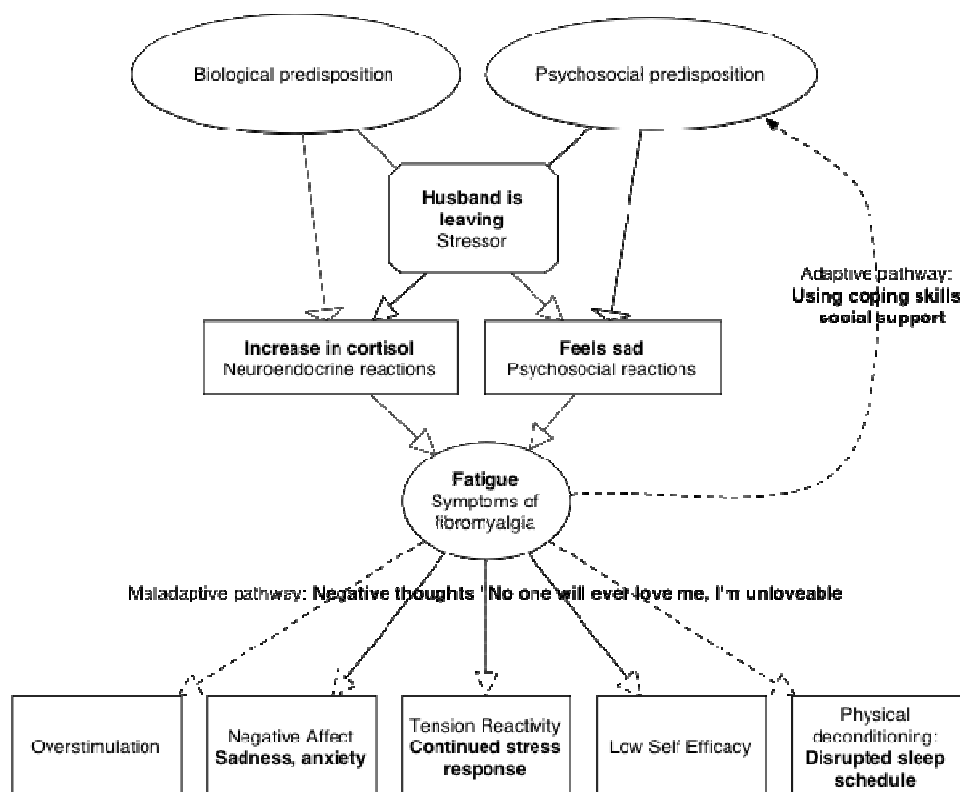 Biological predisposition
Psychosocial predisposition
Husband is
leaving
Stressor
Adaptive pathway:
Using coping skills
social support
Increase in cortisol
Neuroendocrine reactions
Feels sad
Psychosocial reactions
Fatigue
Symptoms of
fibromyalgia
Maladaptive pathway: Negative thoughts "No one will ever love me, I'm unloveable
Overstimulation
Negative Affect
Sadness, anxiety
Tension Reactivity
Continued stress
response
Low Self Efficacy
Physical
deconditioning:
Disrupted sleep
schedule